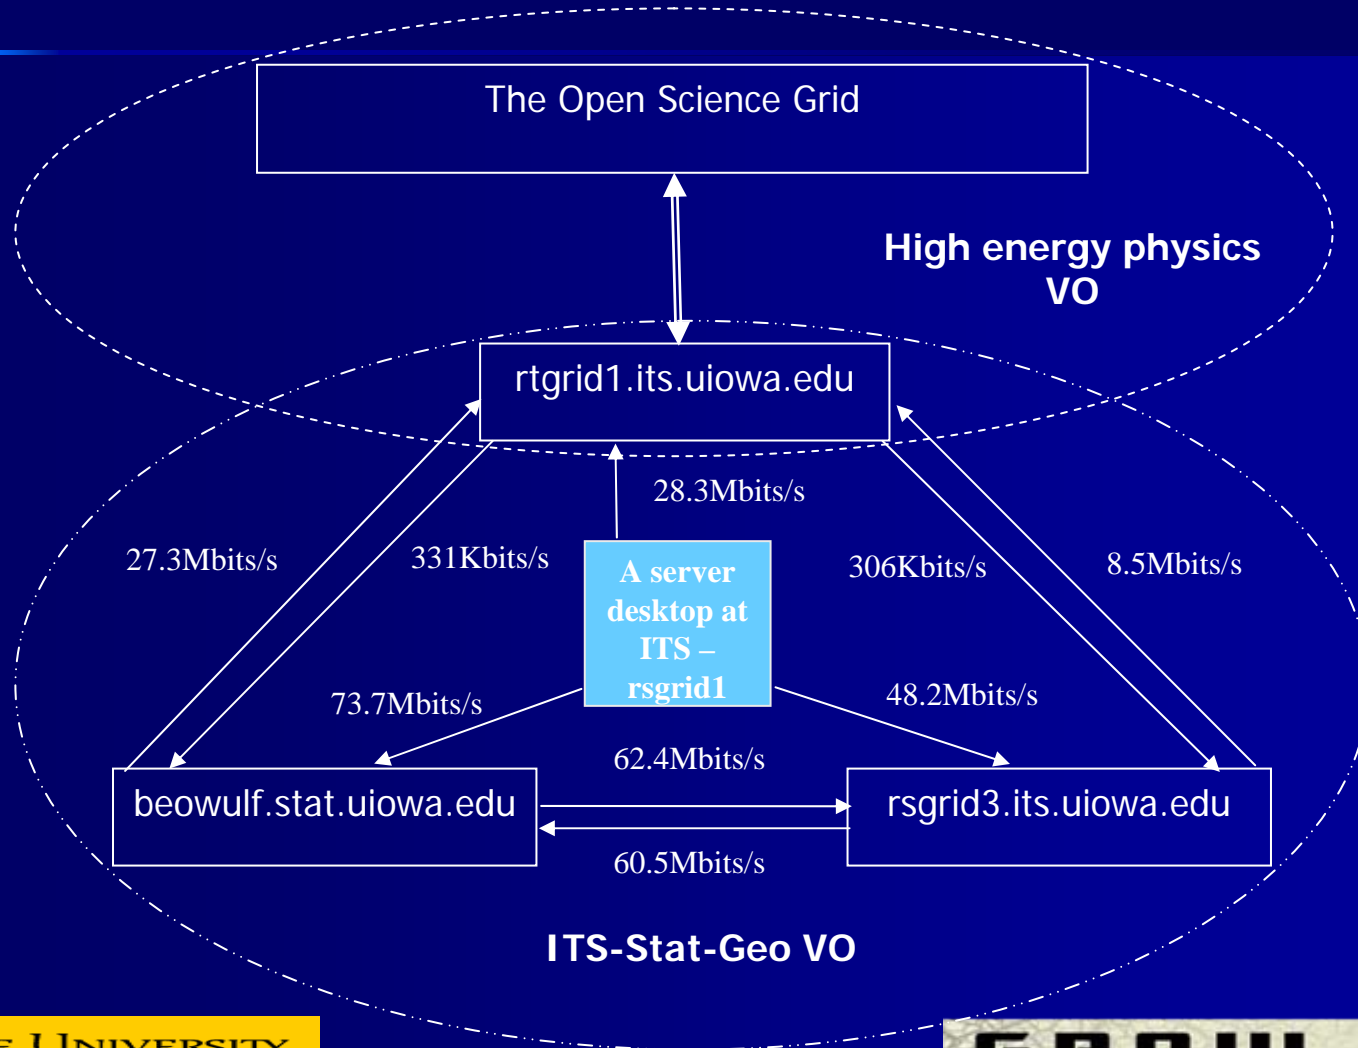 The Open Science Grid
High energy physics
VO
rtgrid1.its.uiowa.edu
28.3Mbits/s
27.3Mbits/s
331Kbits/s
306Kbits/s
8.5Mbits/s
A server
desktop at
ITS –
rsgrid1
73.7Mbits/s
48.2Mbits/s
62.4Mbits/s
beowulf.stat.uiowa.edu
rsgrid3.its.uiowa.edu
60.5Mbits/s
ITS-Stat-Geo VO
UNIVERSITY